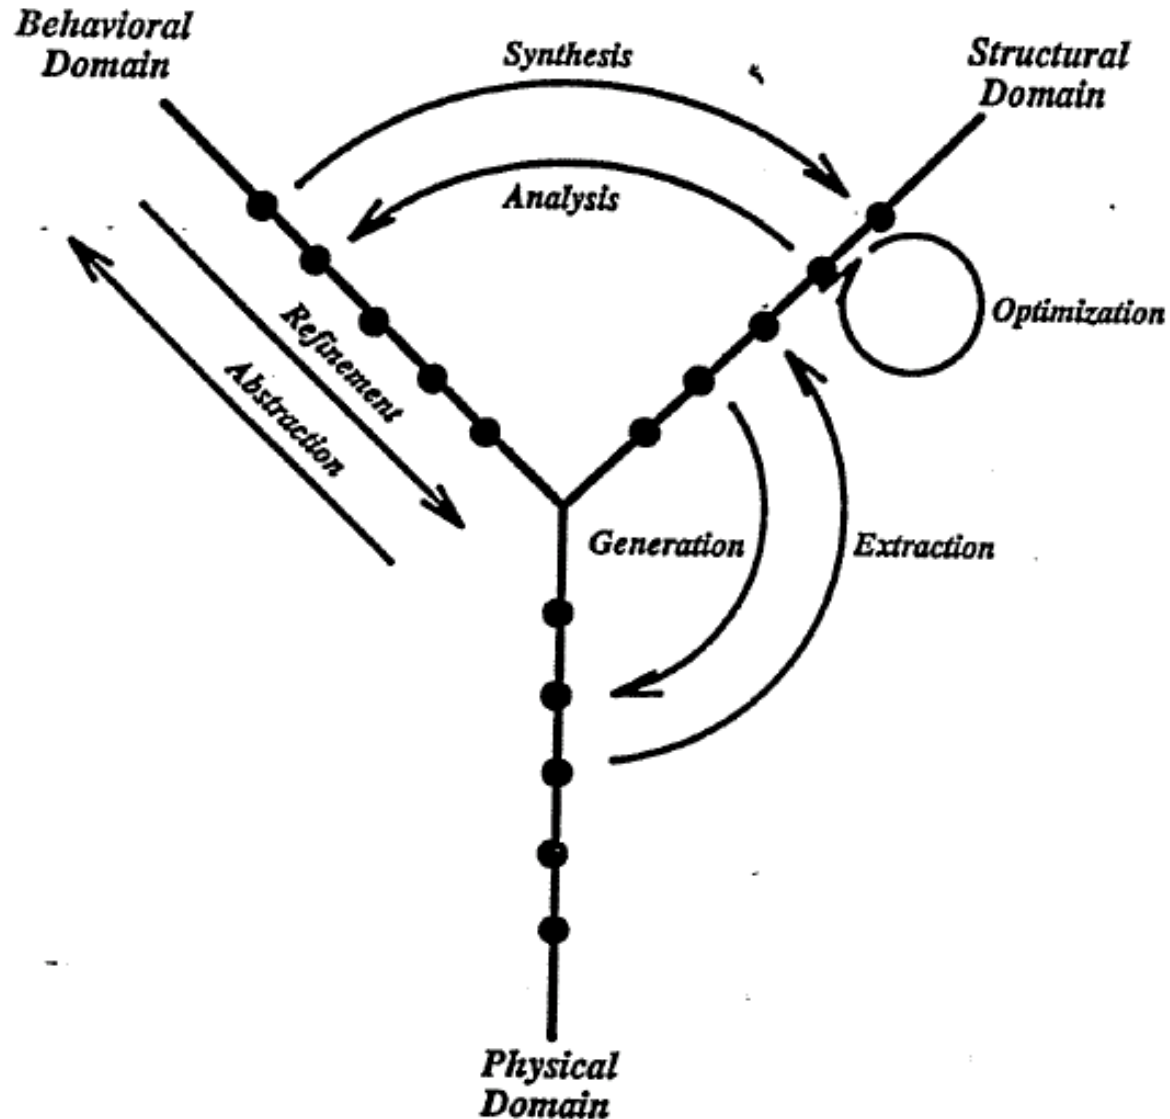 Behavioral
Domain
Synthesis
Structural
Domain
Analysis
Optimization
Refinement
Abstraction
Generation
Extraction
Physical
Domain